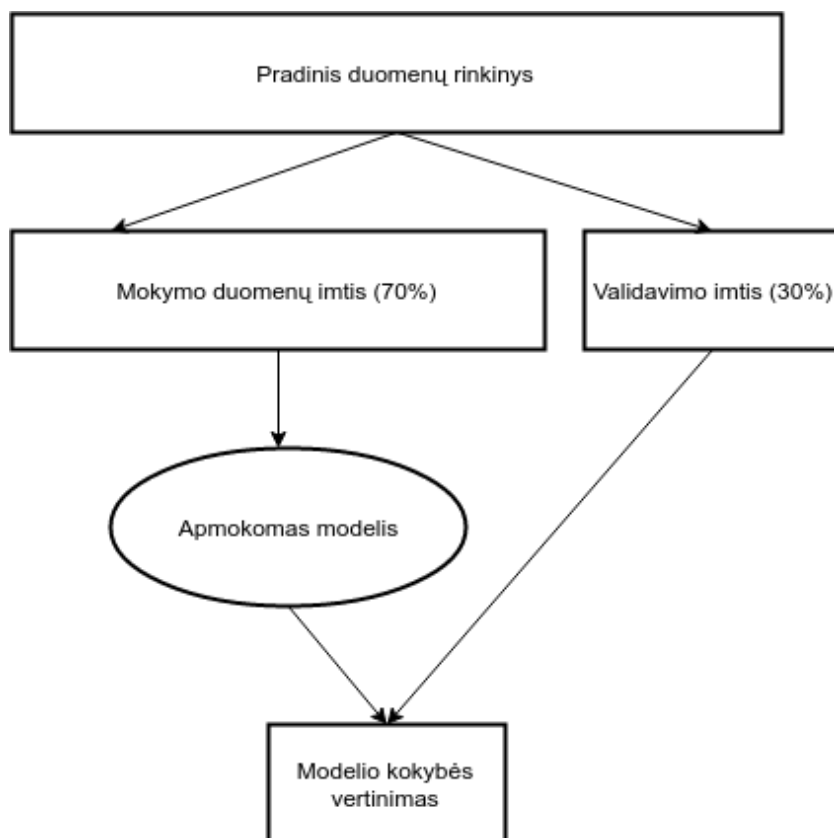 Pradinis duomenų rinkinys
Mokymo duomenų imtis (70%)
Validavimo imtis (30%)
Apmokomas modelis
Modelio kokybės
vertinimas